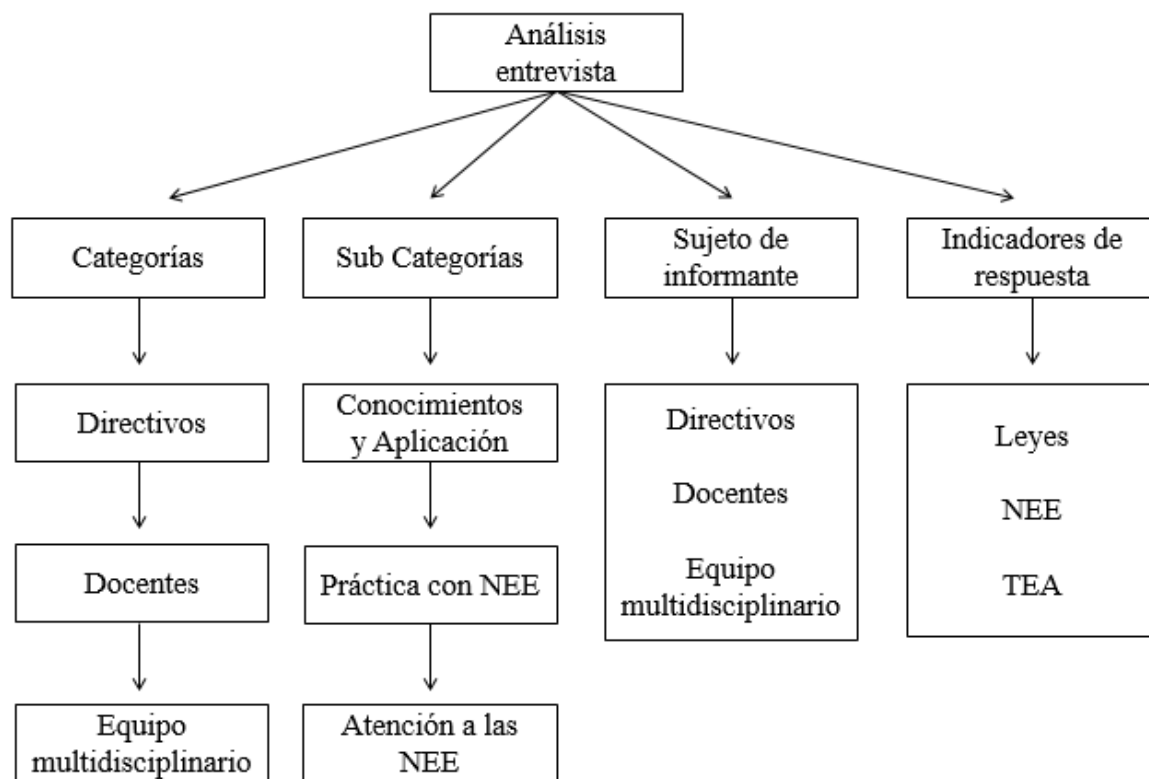 Análisis
entrevista
Categorías
Sub Categorías
Sujeto de
informante
Indicadores de
respuesta
Directivos
Conocimientos
y Aplicación
Directivos
Docentes
Equipo
multidisciplinario
Leyes
NEE
TEA
Docentes
Práctica con NEE
Equipo
multidisciplinario
Atención a las
NEE